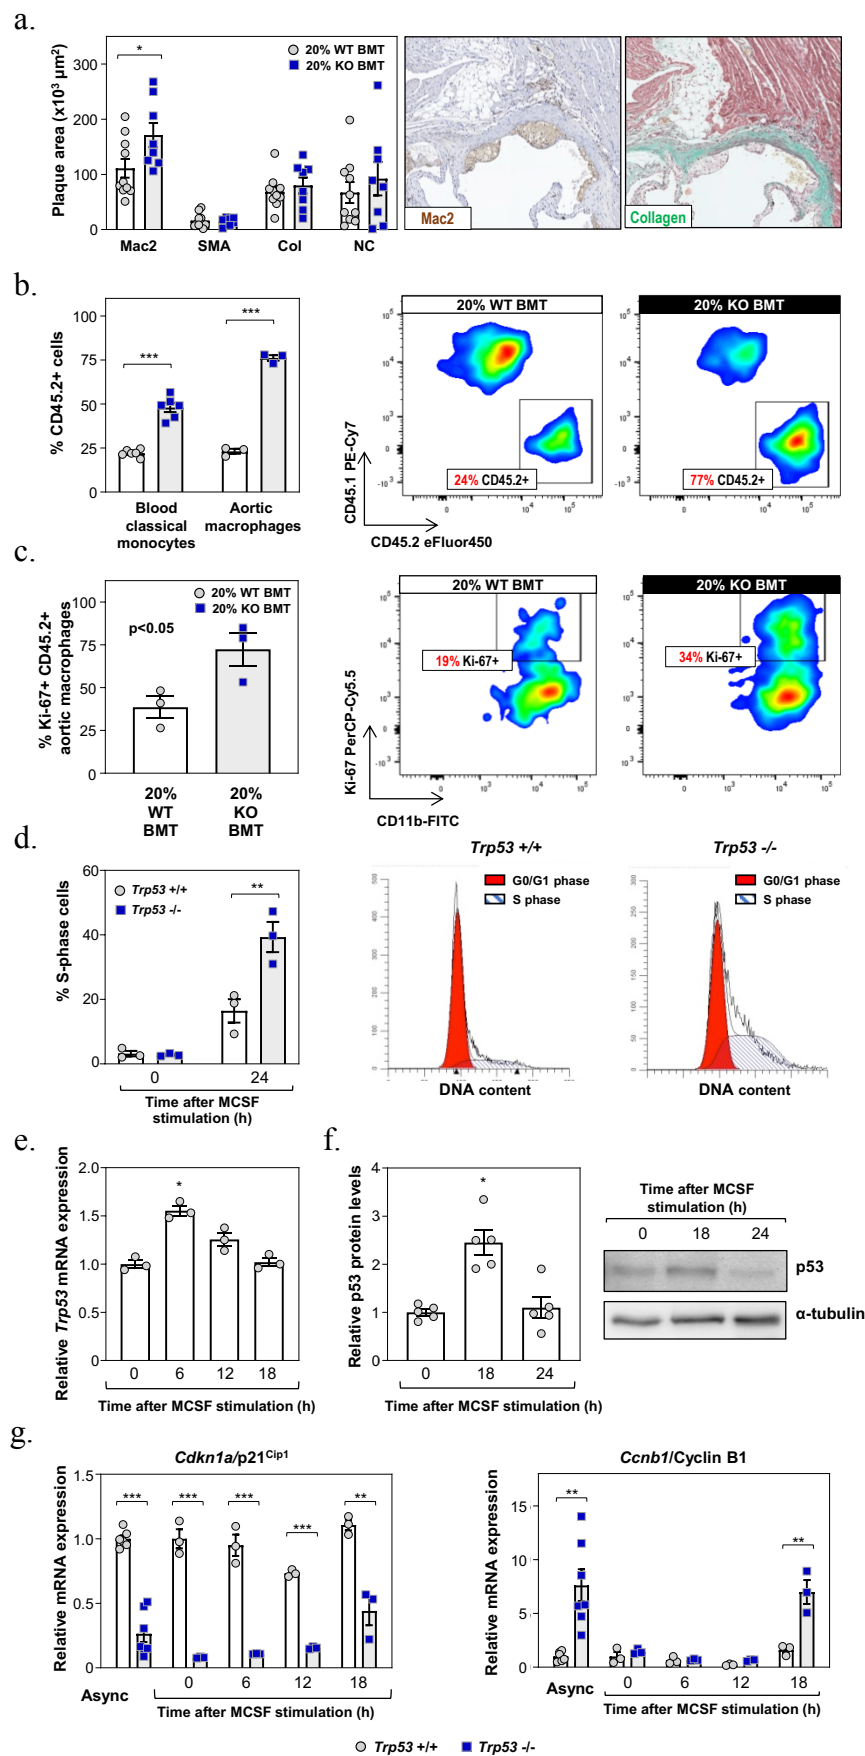 a.
Plaque area (x10³ µm²)
300
200
100
0
*
20% WT BMT
20% KO BMT
Mac2 SMA Col NC
Mac2
Collagen
b.
% CD45.2+ cells
100
75
50
25
0
***
***
Blood classical monocytes
Aortic macrophages
20% WT BMT
20% KO BMT
CD45.1 PE-Cy7
24% CD45.2+
77% CD45.2+
CD45.2 eFluor450
c.
% Ki-67+ CD45.2+ aortic macrophages
100
75
50
25
0
20% WT BMT
20% KO BMT
p<0.05
20% WT BMT
20% KO BMT
20% WT BMT
20% KO BMT
Ki-67 PerCP-Cy5.5
19% Ki-67+
34% Ki-67+
CD11b-FITC
d.
% S-phase cells
60
40
20
0
Trp53 +/+
Trp53 -/-
**
0 24
Time after MCSF stimulation (h)
Trp53 +/+
Trp53 -/-
G0/G1 phase
S phase
G0/G1 phase
S phase
DNA content
DNA content
e.
Relative Trp53 mRNA expression
2.0
1.5
1.0
0.5
0
*
0 6 12 18
Time after MCSF stimulation (h)
f.
Relative p53 protein levels
4
3
2
1
0
*
0 18 24
Time after MCSF stimulation (h)
Time after MCSF
stimulation (h)
0 18 24
p53
α-tubulin
g.
Cdkn1a/p21Cip1
Relative mRNA expression
1.5
1.0
0.5
0
*** *** *** *** **
Async 0 6 12 18
Time after MCSF stimulation (h)
Ccnb1/Cyclin B1
Relative mRNA expression
15
10
5
0
** **
Async 0 6 12 18
Time after MCSF stimulation (h)
Trp53 +/+ Trp53 -/-